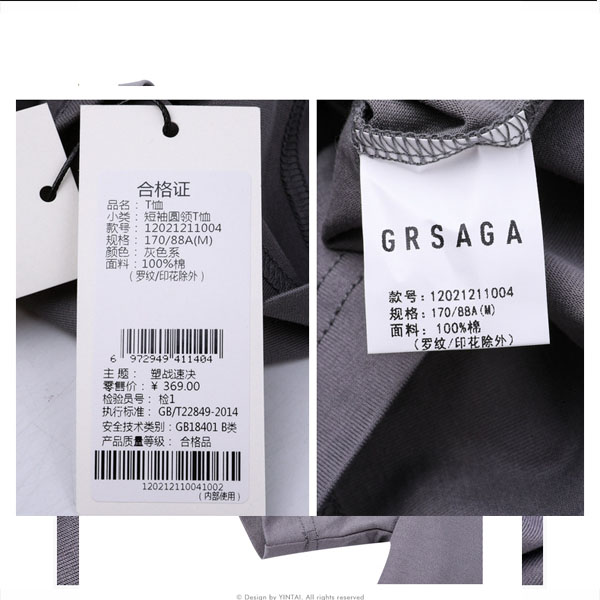 合格证
品名： T恤
小类： 短袖圆领T恤
款号： 12021211004
规格： 170/88A(M)
颜色： 灰色系
面料： 100%棉
（罗纹/印花除外）
6 972949 411404
主 题： 塑战速决
零售价：¥ 369.00
检验员号： 检1
执行标准： GB/T22849-2014
安全技术类别：GB18401 B类
产品质量等级： 合格品
120212110041002
（内部使用）
GRSAGA
款号：12021211004
规格：170/88A(M)
面料：100%棉
（罗纹/印花除外）
© Design by YINTAI. All rights reserved